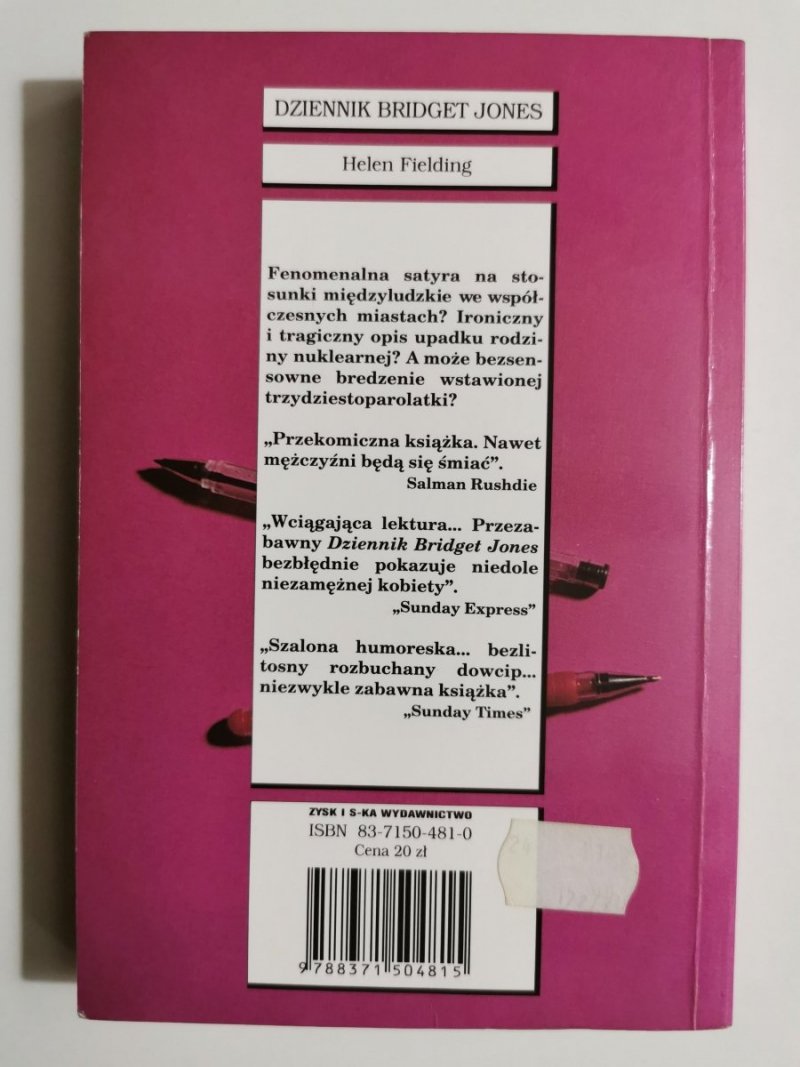 DZIENNIK BRIDGET JONES
Helen Fielding
Fenomenalna satyra na sto-
sunki międzyludzkie we współ-
czesnych miastach? Ironiczny
i tragiczny opis upadku rodzi-
ny nuklearnej? A może bezsen-
sowne bredzenie wstawionej
trzydziestoparolatki?
„Przekomiczna książka. Nawet
mężczyźni będą się śmiać”.
Salman Rushdie
„Wciągająca lektura... Przeza-
bawny Dziennik Bridget Jones
bezbłędnie pokazuje niedole
niezamężnej kobiety”.
„Sunday Express”
„Szalona humoreska... bezli-
tosny rozbuchany dowcip...
niezwykle zabawna książka”.
„Sunday Times”
ZYSK I S-KA WYDAWNICTWO
ISBN 83-7150-481-0
Cena 20 zł
9 788371 504815